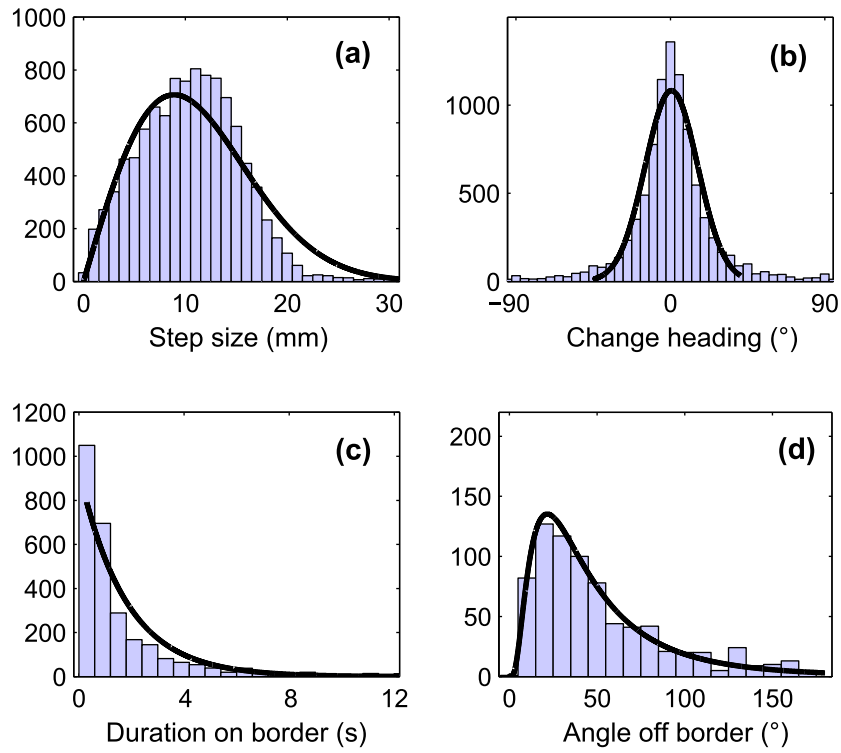 1000
800
600
400
200
0
(a)
0 10 20 30
Step size (mm)
1000
500
0
(b)
−90 0 90
Change heading (°)
1200
1000
800
600
400
200
0
(c)
0 4 8 12
Duration on border (s)
200
150
100
50
0
(d)
0 50 100 150
Angle off border (°)